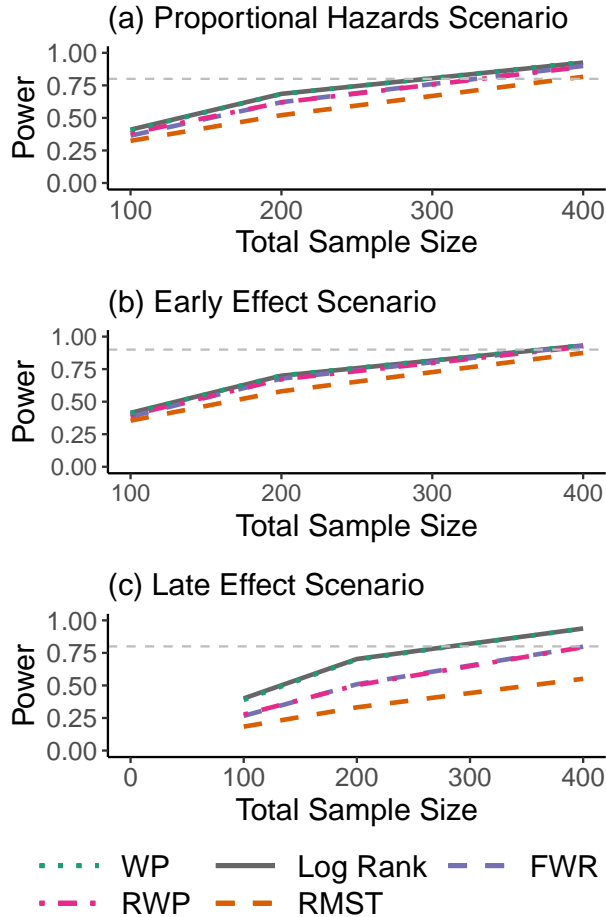 (a) Proportional Hazards Scenario
1.00
0.75
0.50
0.25
0.00
Power
100 200 300 400
Total Sample Size
(b) Early Effect Scenario
1.00
0.75
0.50
0.25
0.00
Power
100 200 300 400
Total Sample Size
(c) Late Effect Scenario
1.00
0.75
0.50
0.25
0.00
Power
0 100 200 300 400
Total Sample Size
WP Log Rank FWR
RWP RMST